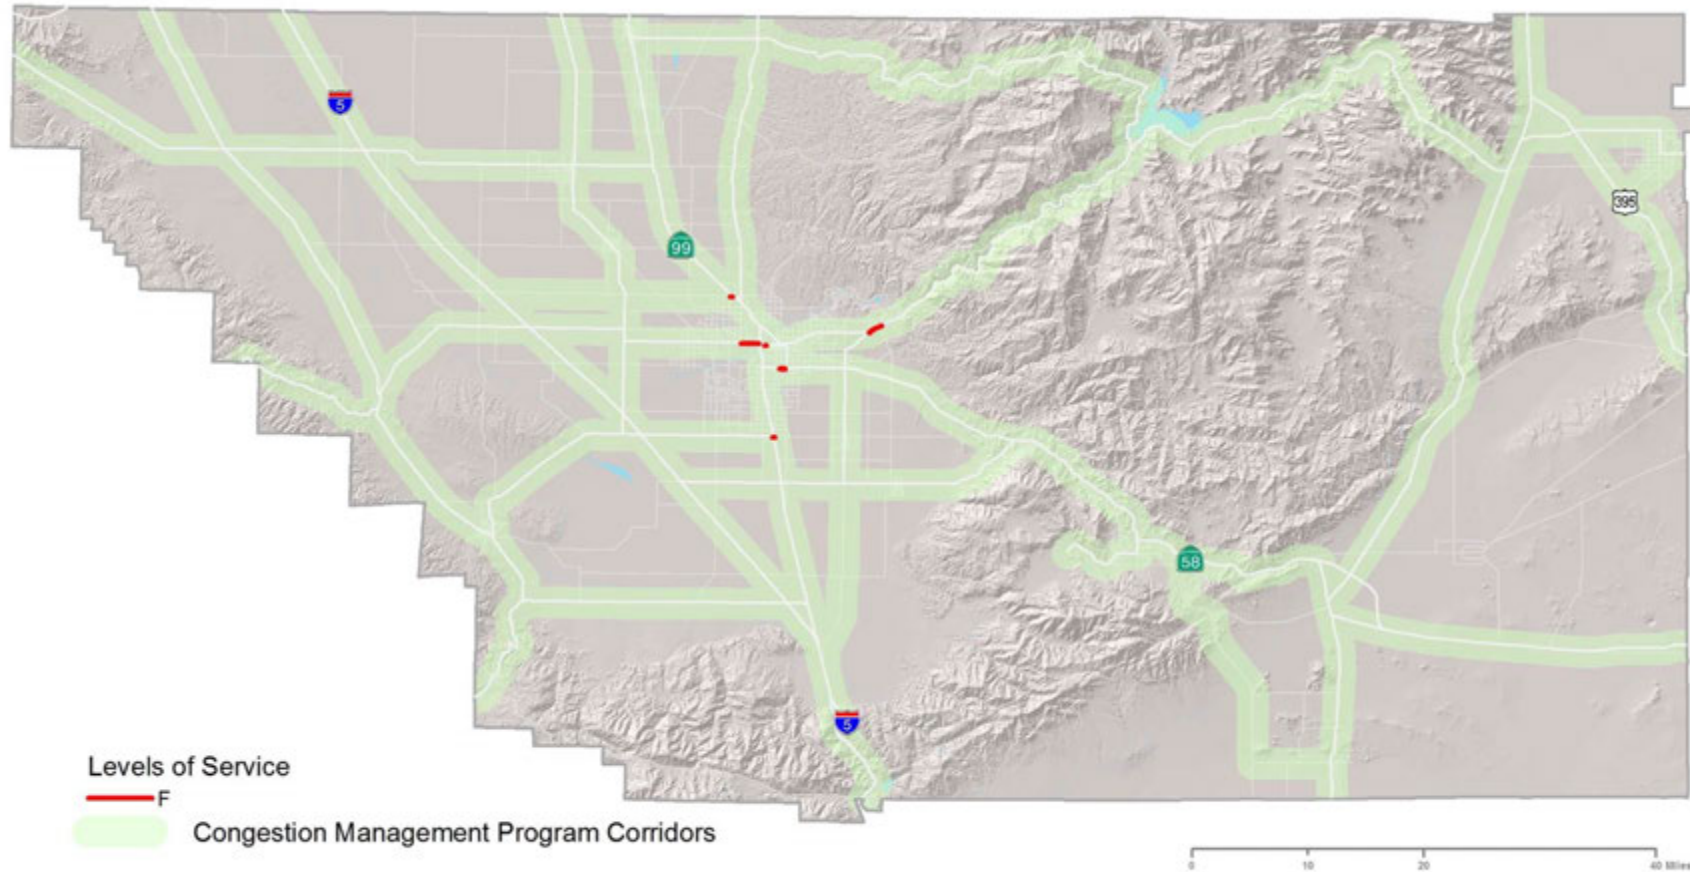 5
99
395
58
5
Levels of Service
F
Congestion Management Program Corridors
0 10 20 40 Miles